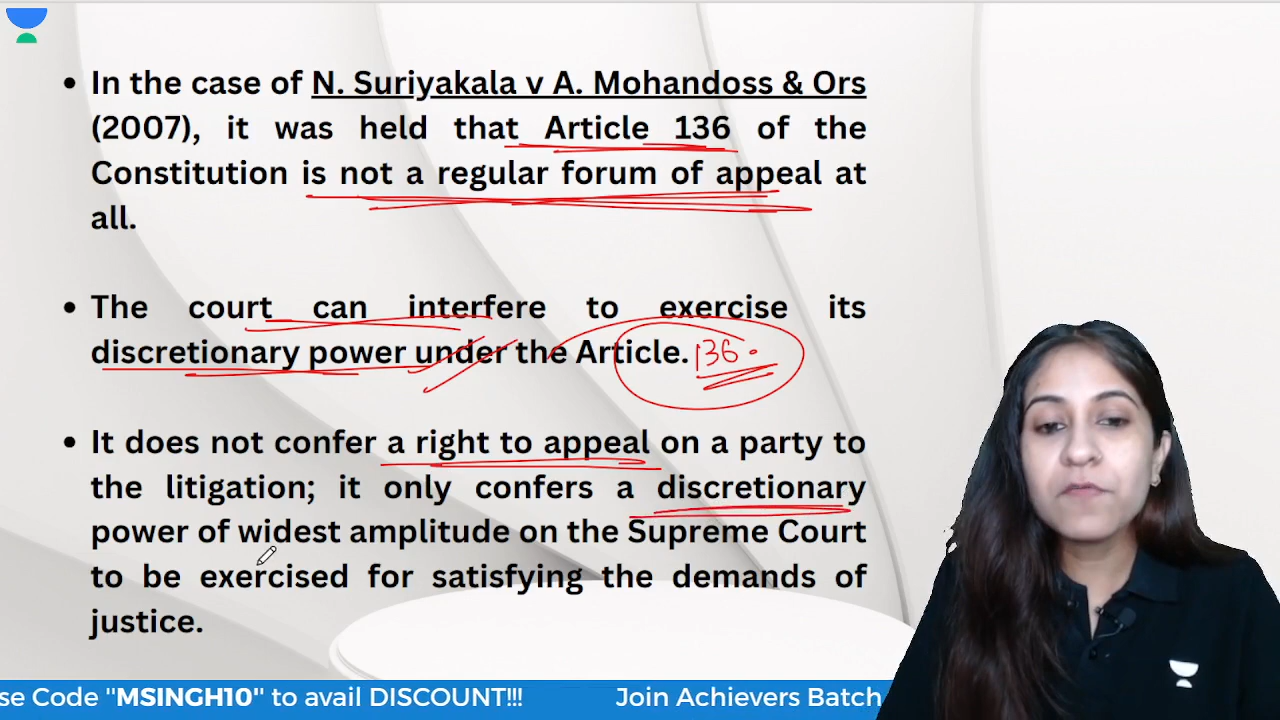 • In the case of N. Suriyakala v A. Mohandoss & Ors
(2007), it was held that Article 136 of the
Constitution is not a regular forum of appeal at
all.
• The court can interfere to exercise its
discretionary power under the Article. 136.
• It does not confer a right to appeal on a party to
the litigation; it only confers a discretionary
power of widest amplitude on the Supreme Court
to be exercised for satisfying the demands of
justice.
se Code "MSINGH10" to avail DISCOUNT!!! Join Achievers Batch